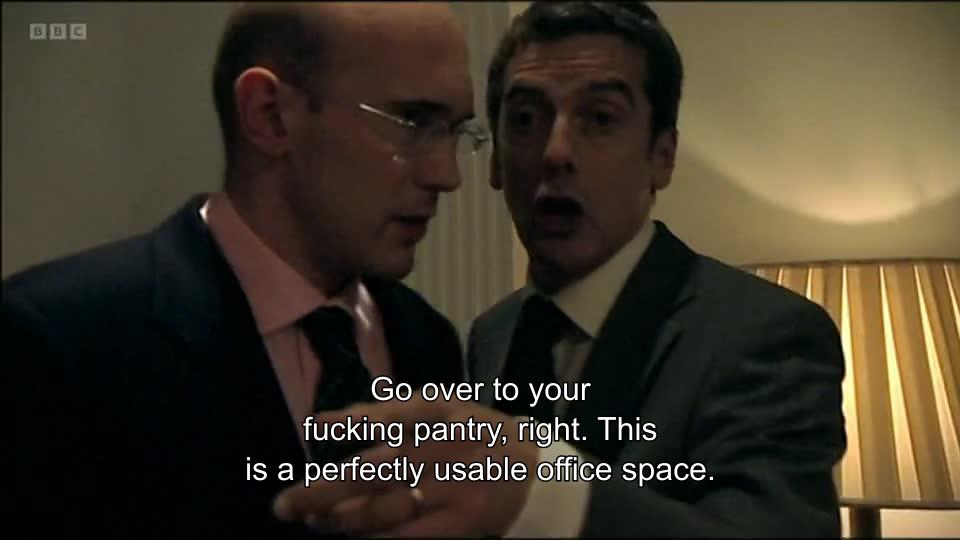 BBC
Go over to your
fucking pantry, right. This
is a perfectly usable office space.